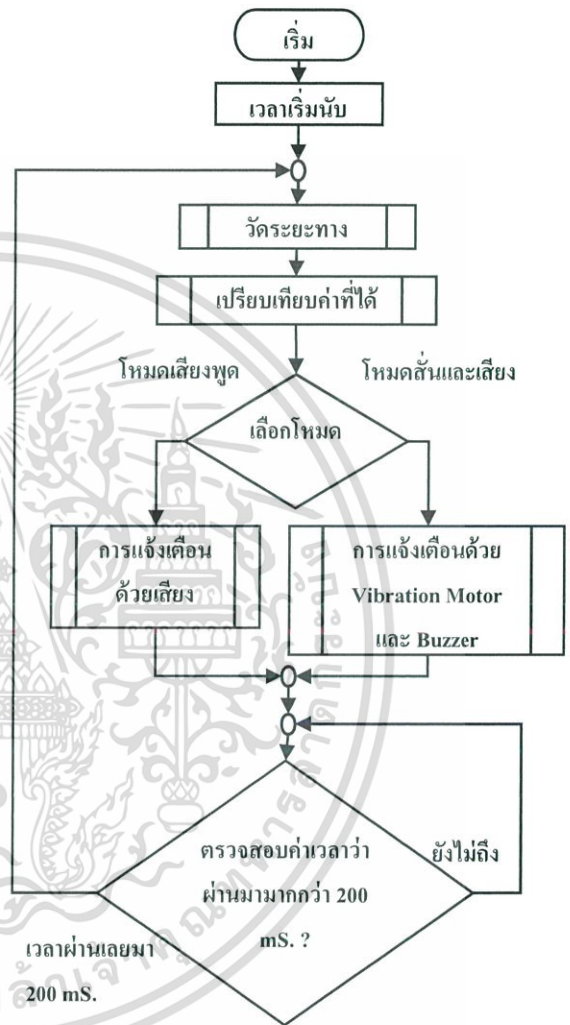 เริ่ม
เวลาเริ่มนับ
วัดระยะทาง
เปรียบเทียบค่าที่ได้
โหมดเสียงพูด
โหมดสั่นและเสียง
เลือกโหมด
การแจ้งเตือน
ด้วยเสียง
การแจ้งเตือนด้วย
Vibration Motor
และ Buzzer
ตรวจสอบค่าเวลาว่า
ผ่านมามากกว่า 200
mS. ?
ยังไม่ถึง
เวลาผ่านเลยมา
200 mS.